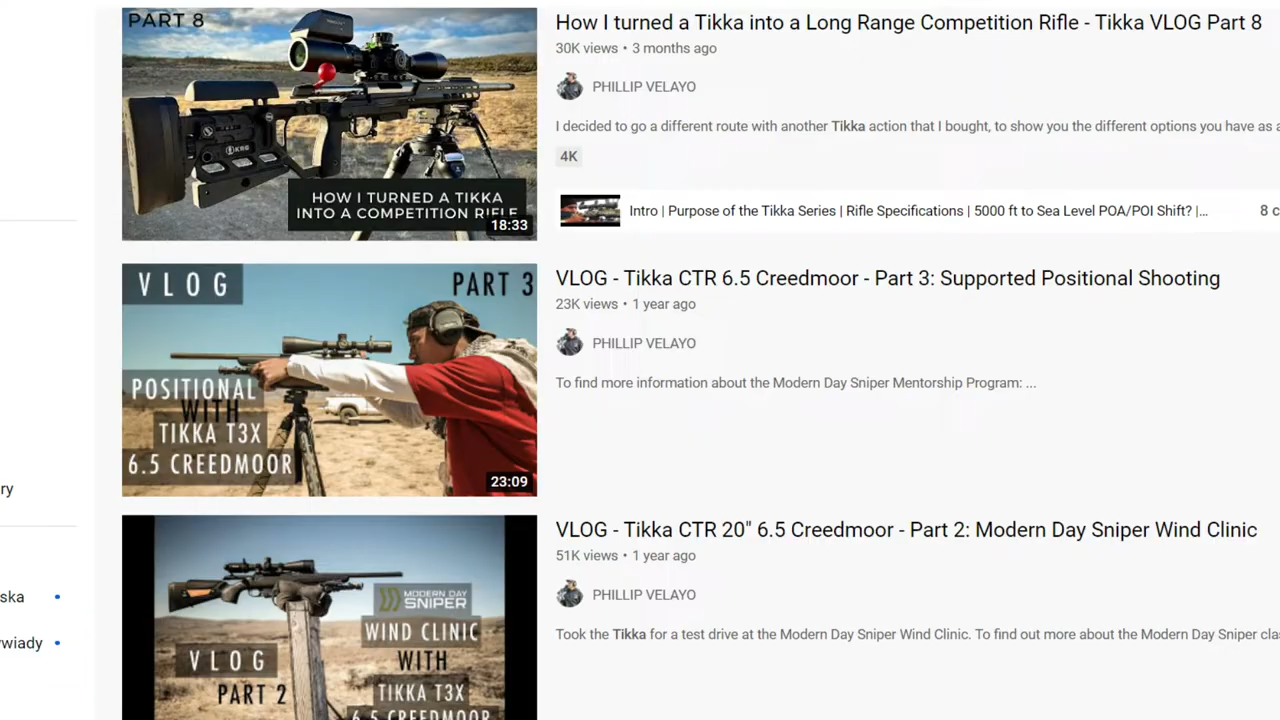 PART 8
HOW I TURNED A TIKKA
INTO A COMPETITION RIFLE
18:33
How I turned a Tikka into a Long Range Competition Rifle - Tikka VLOG Part 8
30K views • 3 months ago
PHILLIP VELAYO
I decided to go a different route with another Tikka action that I bought, to show you the different options you have as a
4K
Intro | Purpose of the Tikka Series | Rifle Specifications | 5000 ft to Sea Level POA/POI Shift? |...
8 c
VLOG
PART 3
POSITIONAL
WITH
TIKKA T3X
6.5 CREEDMOOR
23:09
VLOG - Tikka CTR 6.5 Creedmoor - Part 3: Supported Positional Shooting
23K views • 1 year ago
PHILLIP VELAYO
To find more information about the Modern Day Sniper Mentorship Program: ...
MODERN DAY
SNIPER
WIND CLINIC
WITH
TIKKA T3X
6.5 CREEDMOOR
VLOG
PART 2
VLOG - Tikka CTR 20" 6.5 Creedmoor - Part 2: Modern Day Sniper Wind Clinic
51K views • 1 year ago
PHILLIP VELAYO
Took the Tikka for a test drive at the Modern Day Sniper Wind Clinic. To find out more about the Modern Day Sniper cla
ry
ska
wiady